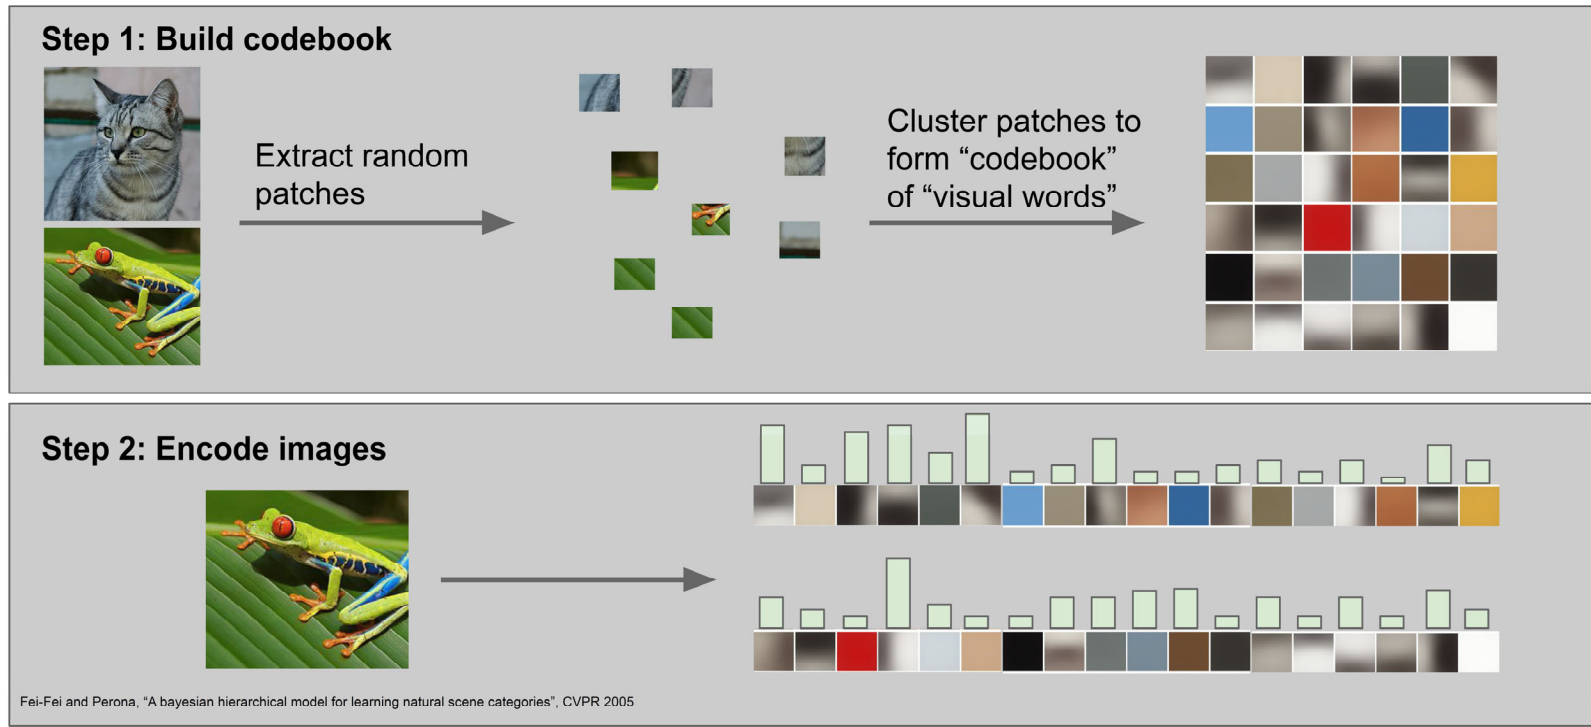 Step 1: Build codebook
Extract random
patches
Cluster patches to
form “codebook”
of “visual words”
Step 2: Encode images
Fei-Fei and Perona, “A bayesian hierarchical model for learning natural scene categories”, CVPR 2005